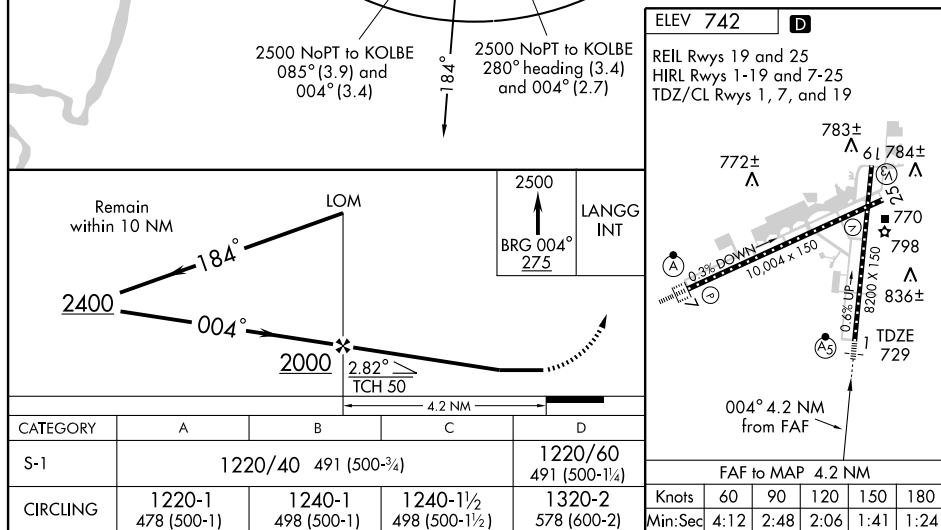 2500 NoPT to KOLBE
085° (3.9) and
004° (3.4)
184°
2500 NoPT to KOLBE
280° heading (3.4)
and 004° (2.7)
ELEV 742
D
REIL Rwys 19 and 25
HIRL Rwys 1-19 and 7-25
TDZ/CL Rwys 1, 7, and 19
783±
772±
19
784±
V3
25
770
798
836±
A
0.3% DOWN
10,004 x 150
P
7
0.6% UP
8200 X 150
A5
1
TDZE
729
004° 4.2 NM
from FAF
Remain
within 10 NM
LOM
2500
BRG 004°
275
LANGG
INT
184°
2400
004°
2000
2.82°
TCH 50
4.2 NM
CATEGORY A B C D
S-1 1220/40 491 (500-¾) 1220/60
491 (500-1¼)
CIRCLING 1220-1 1240-1 1240-1½ 1320-2
478 (500-1) 498 (500-1) 498 (500-1½) 578 (600-2)
FAF to MAP 4.2 NM
Knots 60 90 120 150 180
Min:Sec 4:12 2:48 2:06 1:41 1:24